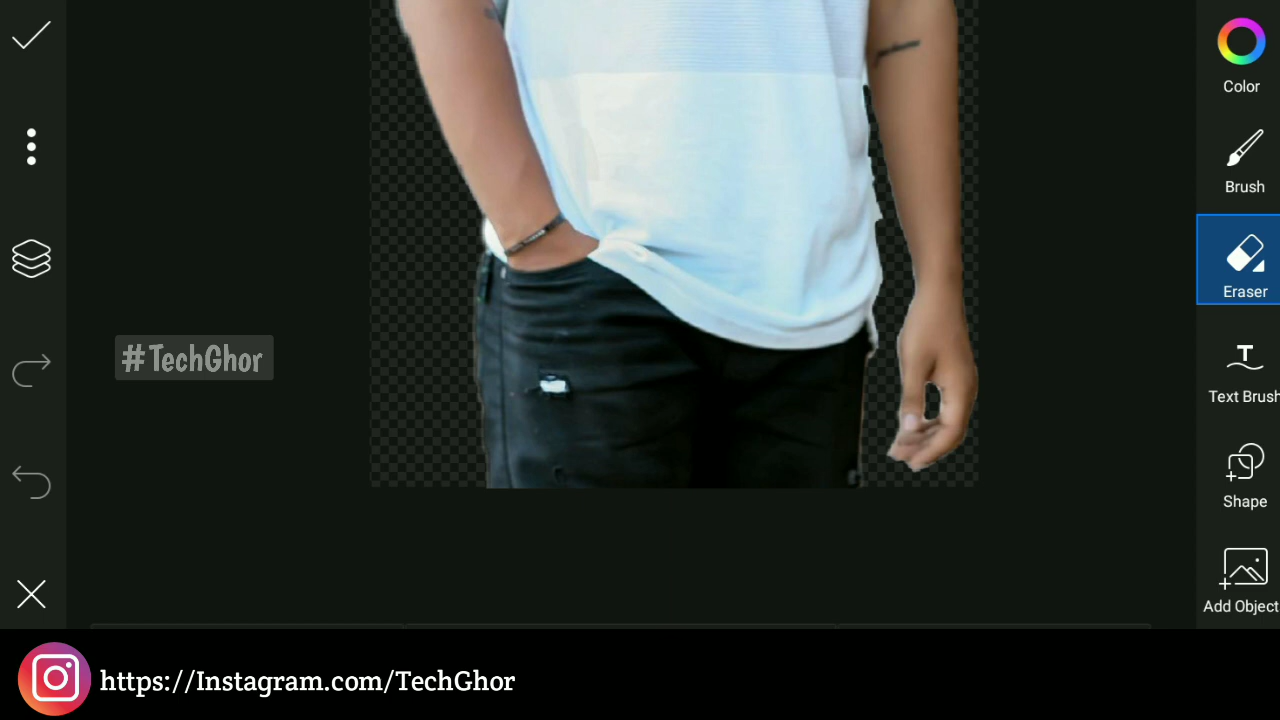 Color
Brush
Eraser
Text Brush
Shape
Add Object
#TechGhor
https://Instagram.com/TechGhor